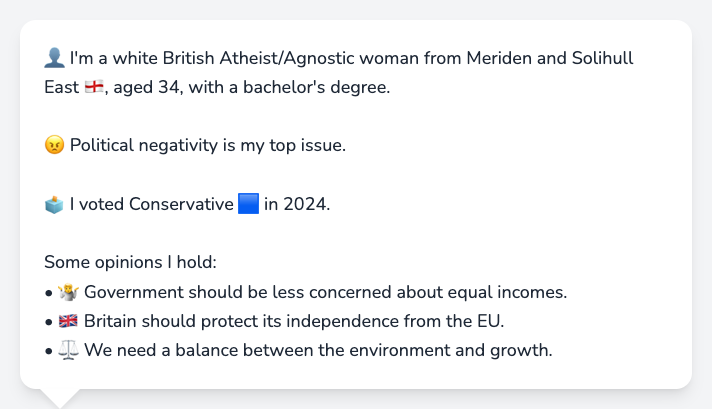 👤 I'm a white British Atheist/Agnostic woman from Meriden and Solihull
East 🏴󠁧󠁢󠁥󠁮󠁧󠁿, aged 34, with a bachelor's degree.
😠 Political negativity is my top issue.
🗳️ I voted Conservative 🟦 in 2024.
Some opinions I hold:
• 🤷 Government should be less concerned about equal incomes.
• 🇬🇧 Britain should protect its independence from the EU.
• ⚖️ We need a balance between the environment and growth.